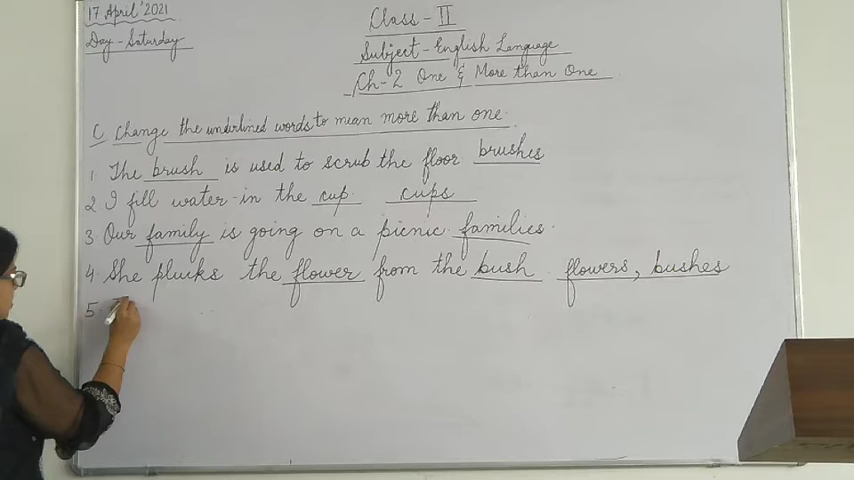 17 April '2021
Day - Saturday
Class - II
Subject - English Language
Ch-2 One & More than One
C. Change the underlined words to mean more than one.
1 The brush is used to scrub the floor brushes
2 I fill water in the cup. cups
3 Our family is going on a picnic. families.
4 She plucks the flower from the bush. flowers, bushes
5